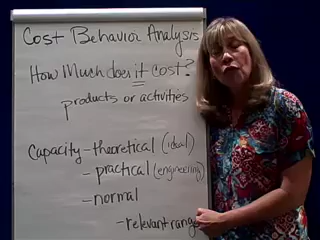 Cost Behavior Analysis
How Much does it cost?
products or activities
Capacity - theoretical (ideal)
- practical (engineering)
- normal
- relevant range